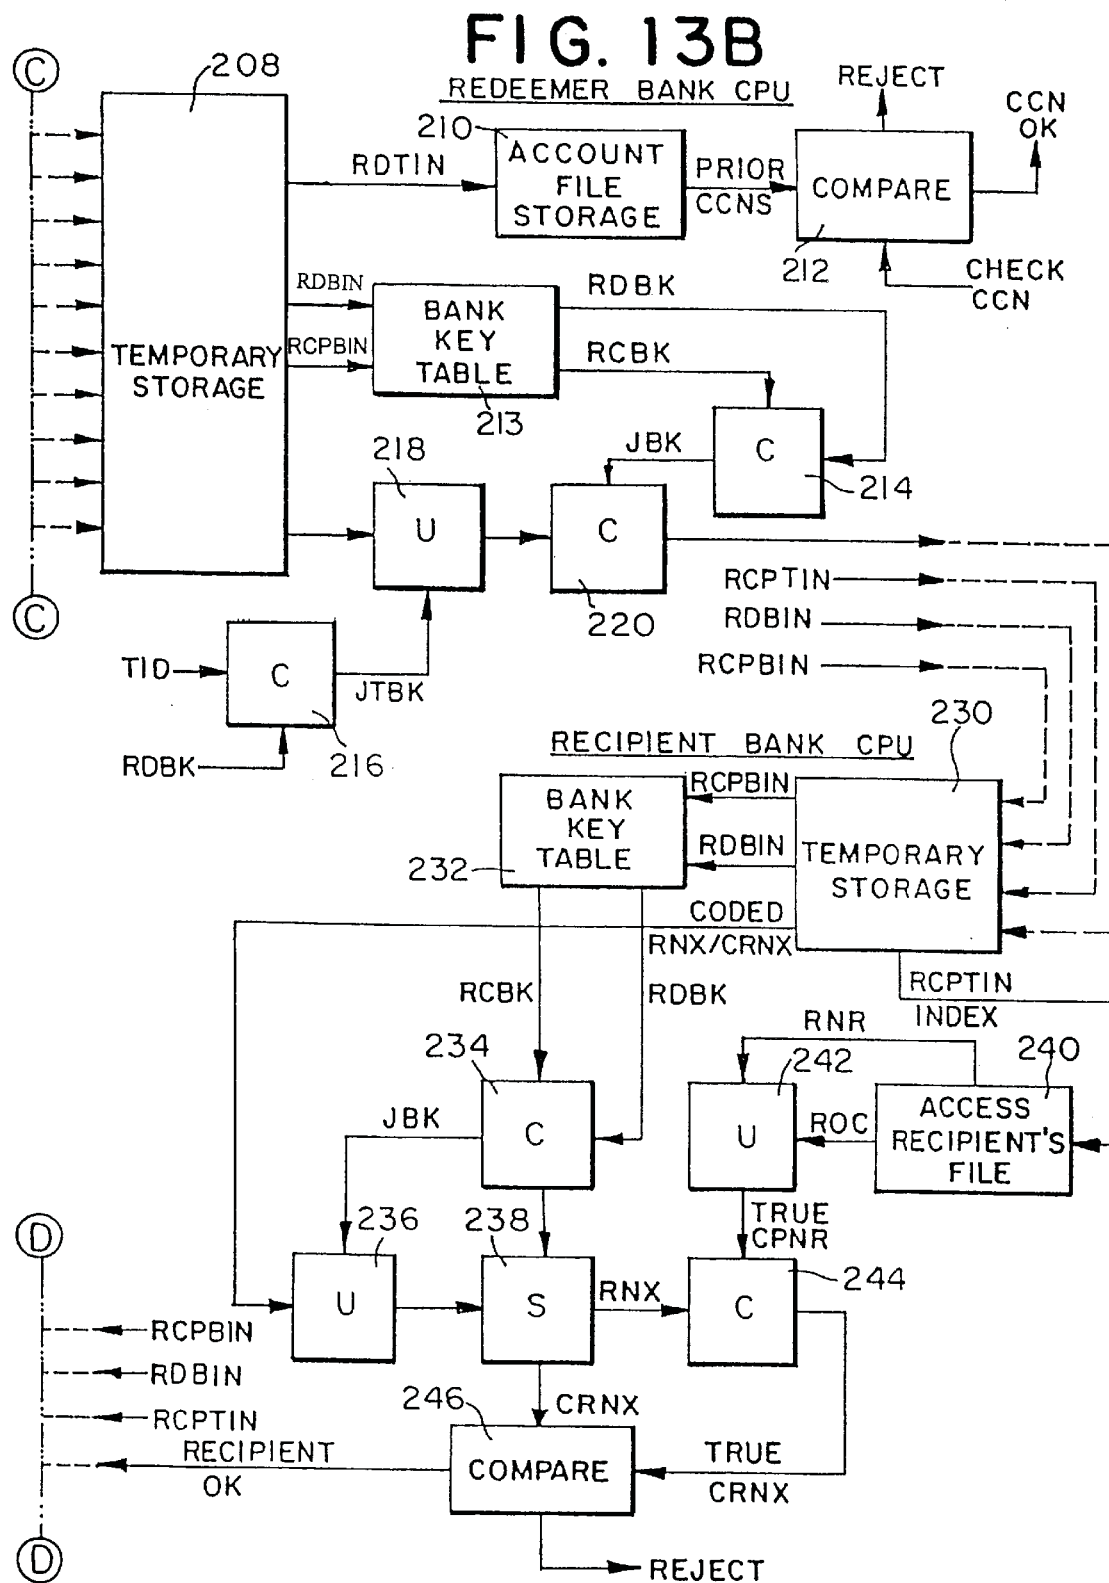 FIG. 13B
REDEEMER BANK CPU
C
208
TEMPORARY
STORAGE
RDTIN
210
ACCOUNT
FILE
STORAGE
PRIOR
CCNS
REJECT
COMPARE
212
CCN
OK
CHECK
CCN
RDBIN
RCPBIN
BANK
KEY
TABLE
213
RDBK
RCBK
C
214
JBK
218
U
C
220
C
TID
C
JTBK
RDBK
216
RCPTIN
RDBIN
RCPBIN
RECIPIENT BANK CPU
230
BANK
KEY
TABLE
232
RCPBIN
RDBIN
TEMPORARY
STORAGE
CODED
RNX/CRNX
RCBK
RDBK
RCPTIN
INDEX
RNR
234
C
JBK
242
U
ROC
240
ACCESS
RECIPIENT'S
FILE
TRUE
CPNR
D
236
U
238
S
RNX
C
244
RCPBIN
RDBIN
RCPTIN
RECIPIENT
OK
CRNX
246
COMPARE
TRUE
CRNX
D
REJECT